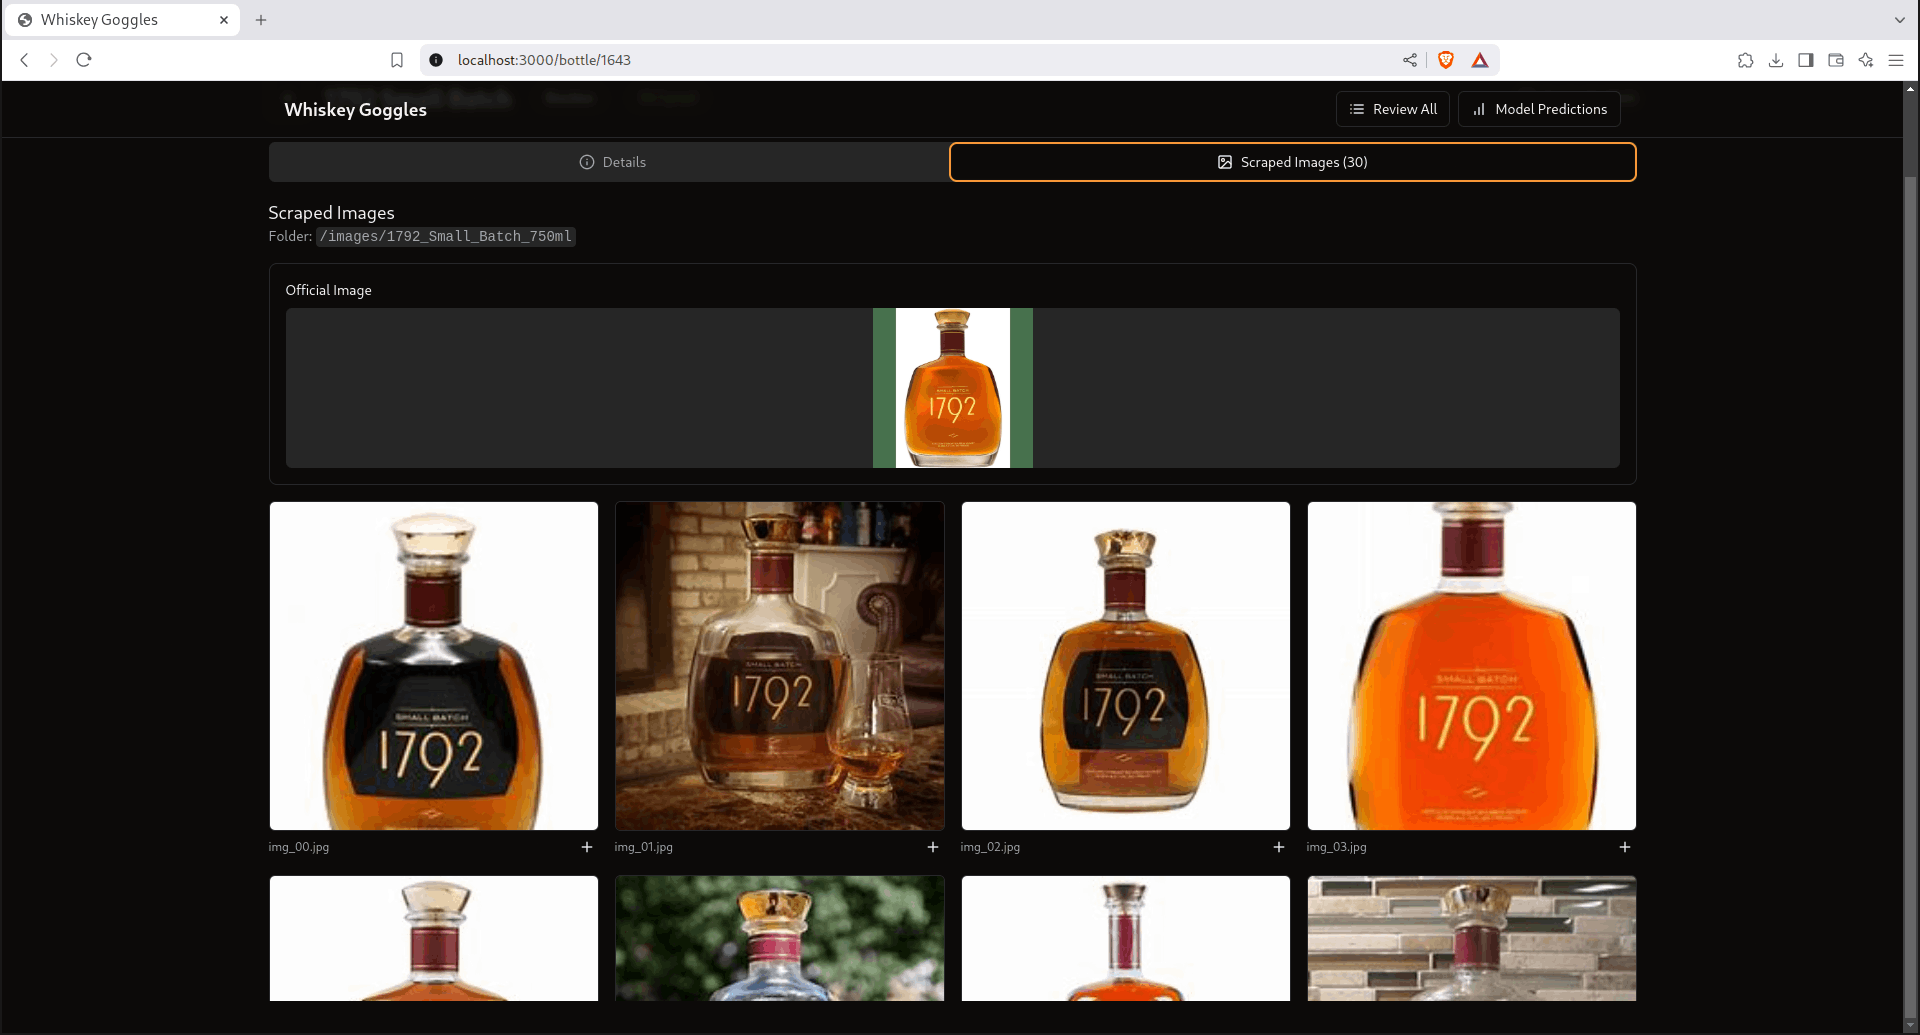 Whiskey Goggles
localhost:3000/bottle/1643
Whiskey Goggles
Review All
Model Predictions
Details
Scraped Images (30)
Scraped Images
Folder: /images/1792_Small_Batch_750ml
Official Image
SMALL BATCH
1792
SMALL BATCH
1792
SMALL BATCH
1792
SMALL BATCH
1792
SMALL BATCH
1792
img_00.jpg
img_01.jpg
img_02.jpg
img_03.jpg